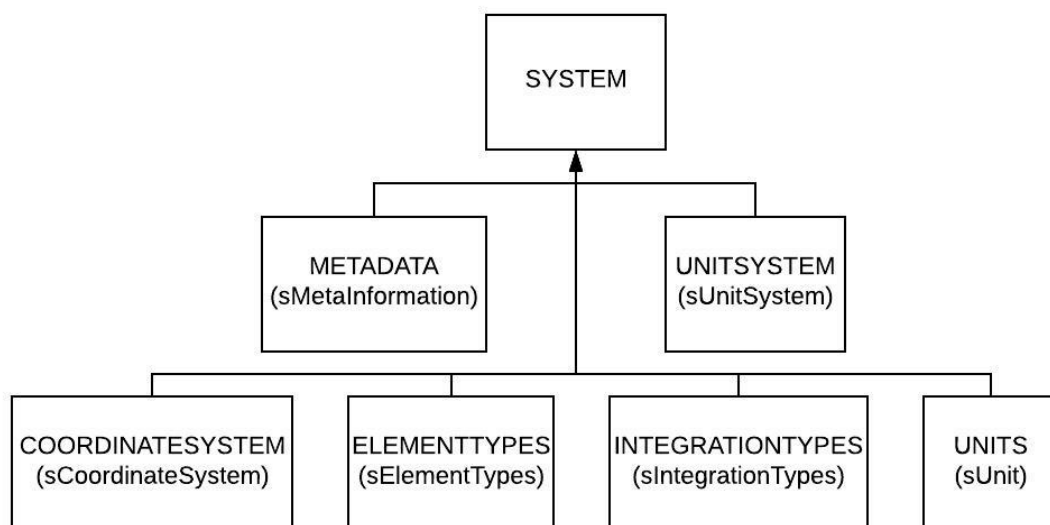 SYSTEM
METADATA
(sMetaInformation)
UNITSYSTEM
(sUnitSystem)
COORDINATESYSTEM
(sCoordinateSystem)
ELEMENTTYPES
(sElementTypes)
INTEGRATIONTYPES
(sIntegrationTypes)
UNITS
(sUnit)